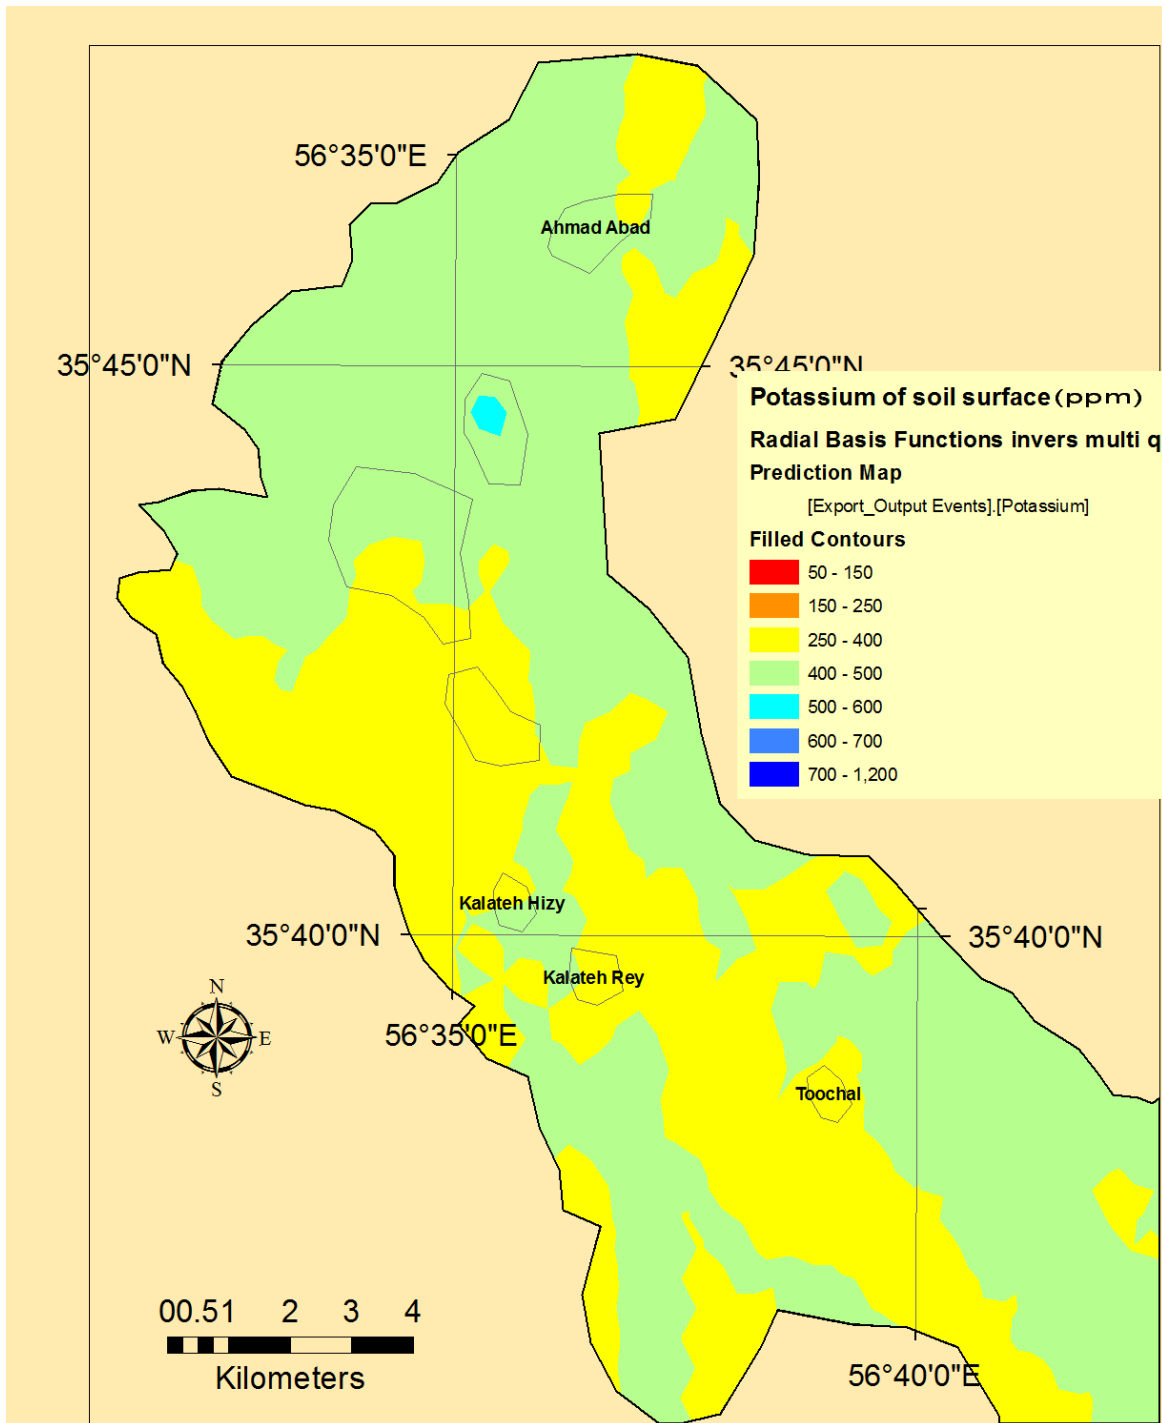 56°35'0"E
Ahmad Abad
35°45'0"N
35°45'0"N
Potassium of soil surface(ppm)
Radial Basis Functions invers multi q
Prediction Map
[Export_Output Events].[Potassium]
Filled Contours
50 - 150
150 - 250
250 - 400
400 - 500
500 - 600
600 - 700
700 - 1,200
Kalateh Hizy
35°40'0"N
35°40'0"N
Kalateh Rey
N
W E
S
56°35'0"E
Toochal
00.51 2 3 4
Kilometers
56°40'0"E